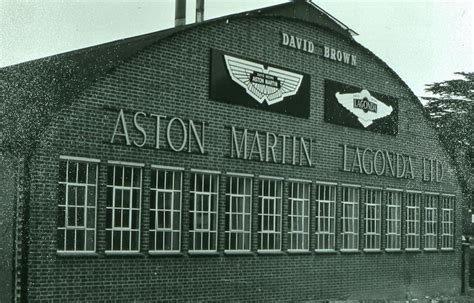 DAVID BROWN
ASTON MARTIN
LAGONDA
ASTON MARTIN LAGONDA LTD